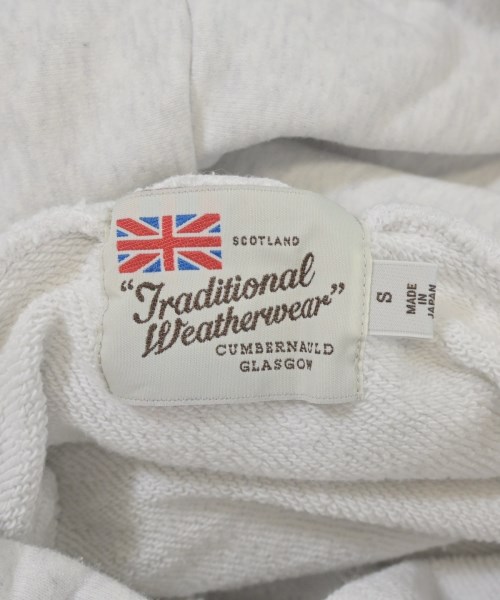 SCOTLAND
"Traditional
Weatherwear"
CUMBERNAULD
GLASGOW
S
MADE
IN
JAPAN